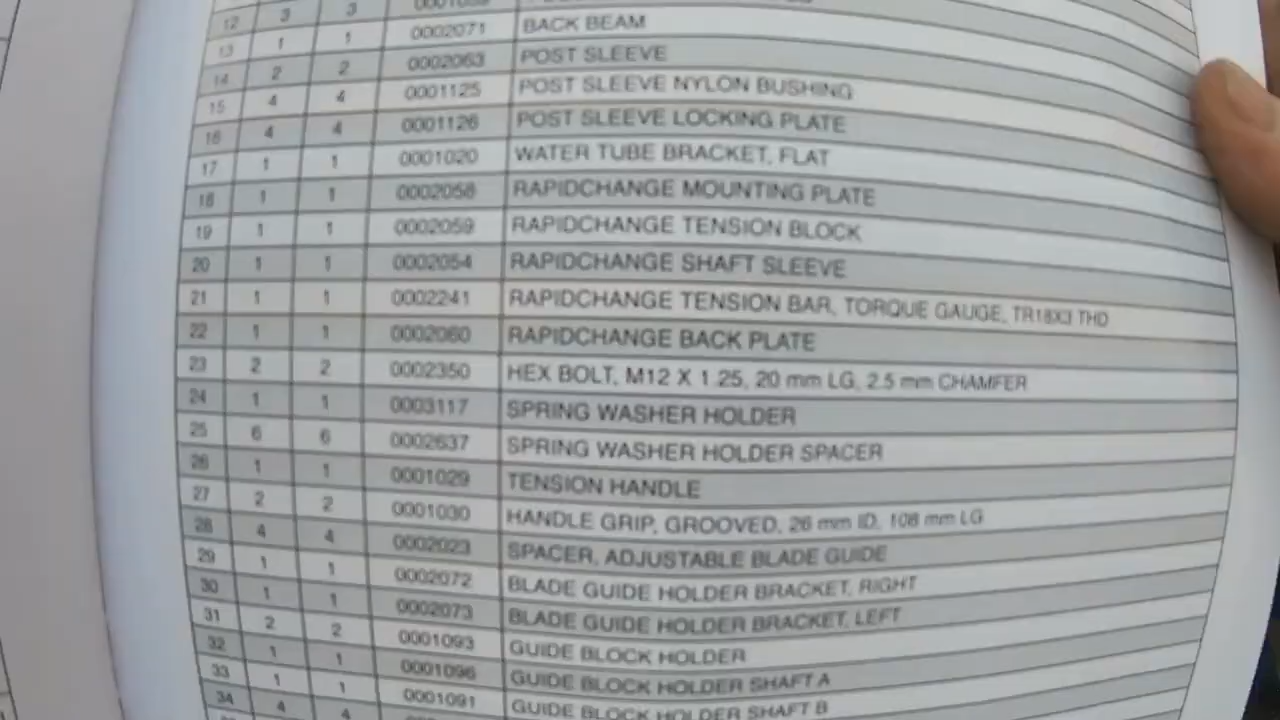 12 3 3
13 1 1 0002071 BACK BEAM
14 2 2 0002063 POST SLEEVE
15 4 4 0001125 POST SLEEVE NYLON BUSHING
16 4 4 0001126 POST SLEEVE LOCKING PLATE
17 1 1 0001020 WATER TUBE BRACKET, FLAT
18 1 1 0002058 RAPIDCHANGE MOUNTING PLATE
19 1 1 0002059 RAPIDCHANGE TENSION BLOCK
20 1 1 0002054 RAPIDCHANGE SHAFT SLEEVE
21 1 1 0002241 RAPIDCHANGE TENSION BAR, TORQUE GAUGE, TR18X3 THD
22 1 1 0002060 RAPIDCHANGE BACK PLATE
23 2 2 0002350 HEX BOLT, M12 X 1.25, 20 mm LG, 2.5 mm CHAMFER
24 1 1 0003117 SPRING WASHER HOLDER
25 6 6 0002637 SPRING WASHER HOLDER SPACER
26 1 1 0001029 TENSION HANDLE
27 2 2 0001030 HANDLE GRIP, GROOVED, 26 mm ID, 108 mm LG
28 4 4 0002023 SPACER, ADJUSTABLE BLADE GUIDE
29 1 1 0002072 BLADE GUIDE HOLDER BRACKET, RIGHT
30 1 1 0002073 BLADE GUIDE HOLDER BRACKET, LEFT
31 2 2 0001093 GUIDE BLOCK HOLDER
32 1 1 0001096 GUIDE BLOCK HOLDER SHAFT A
33 1 1 0001091 GUIDE BLOCK HOLDER SHAFT B
34 4 4